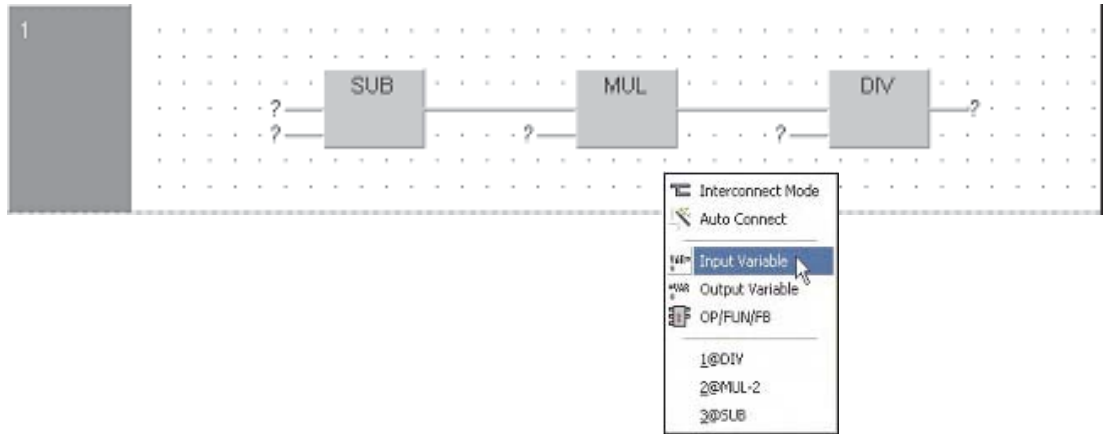 1
SUB
MUL
DIV
?
?
?
?
?
?
Interconnect Mode
Auto Connect
Input Variable
Output Variable
OP/FUN/FB
1@DIV
2@MUL-2
3@SUB